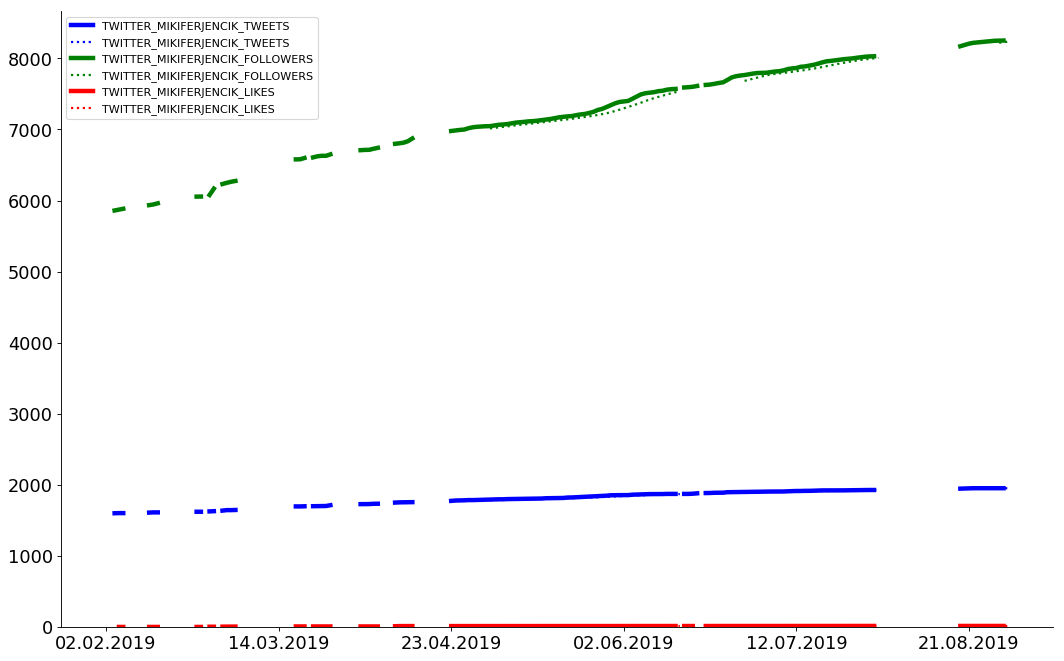 TWITTER_MIKIFERJENCIK_TWEETS
TWITTER_MIKIFERJENCIK_TWEETS
TWITTER_MIKIFERJENCIK_FOLLOWERS
TWITTER_MIKIFERJENCIK_FOLLOWERS
TWITTER_MIKIFERJENCIK_LIKES
TWITTER_MIKIFERJENCIK_LIKES
8000
7000
6000
5000
4000
3000
2000
1000
0
02.02.2019 14.03.2019 23.04.2019 02.06.2019 12.07.2019 21.08.2019